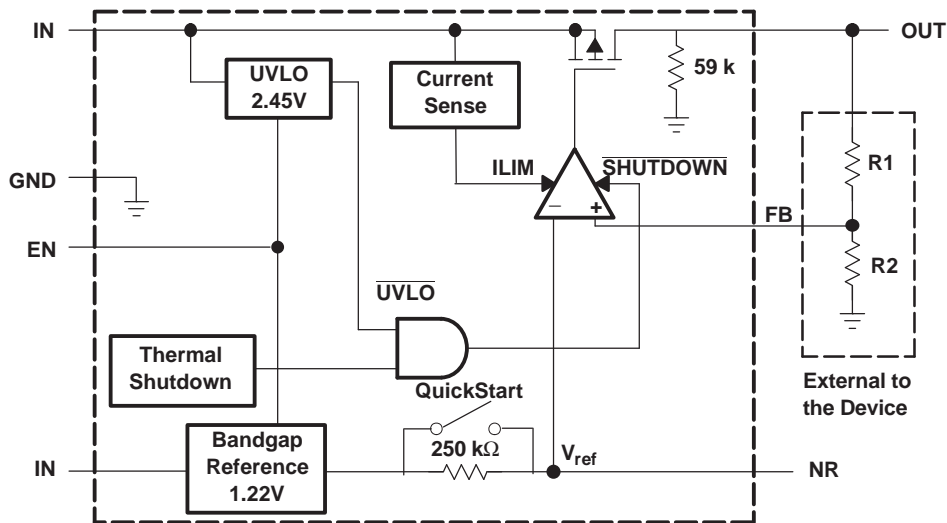 IN
OUT
UVLO
2.45V
Current
Sense
59 k
GND
ILIM
SHUTDOWN
R1
−
+
FB
EN
R2
UVLO
Thermal
Shutdown
QuickStart
External to
the Device
Bandgap
Reference
1.22V
250 kΩ
Vref
IN
NR